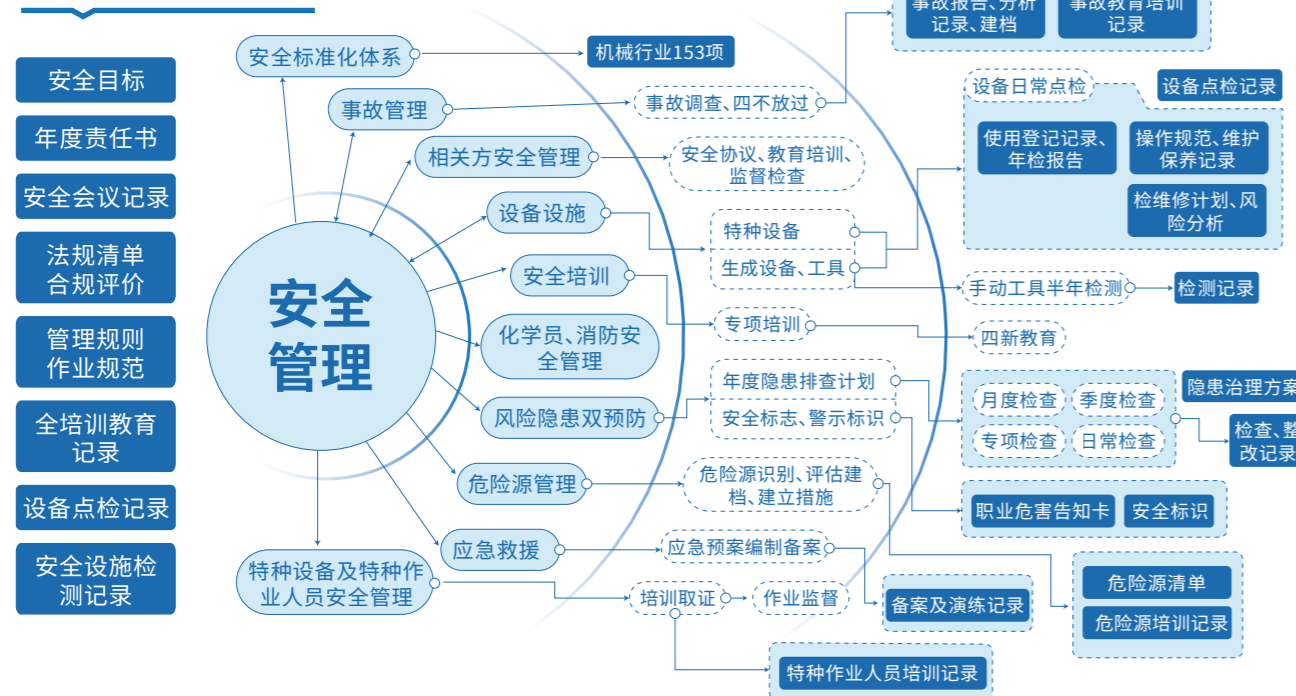 安全目标
年度责任书
安全会议记录
法规清单
合规评价
管理规则
作业规范
全培训教育
记录
设备点检记录
安全设施检
测记录
安全
管理
安全标准化体系
机械行业153项
事故管理
事故调查、四不放过
事故报告、分析
记录、建档
事故教育培训
记录
相关方安全管理
安全协议、教育培训、
监督检查
设备设施
特种设备
生成设备、工具
设备日常点检
设备点检记录
使用登记记录、
年检报告
操作规范、维护
保养记录
检维修计划、风
险分析
手动工具半年检测
检测记录
安全培训
专项培训
四新教育
化学员、消防安
全管理
风险隐患双预防
年度隐患排查计划
安全标志、警示标识
月度检查
季度检查
专项检查
日常检查
隐患治理方案
检查、整
改记录
职业危害告知卡
安全标识
危险源管理
危险源识别、评估建
档、建立措施
危险源清单
危险源培训记录
应急救援
应急预案编制备案
备案及演练记录
特种设备及特种作
业人员安全管理
培训取证
作业监督
特种作业人员培训记录